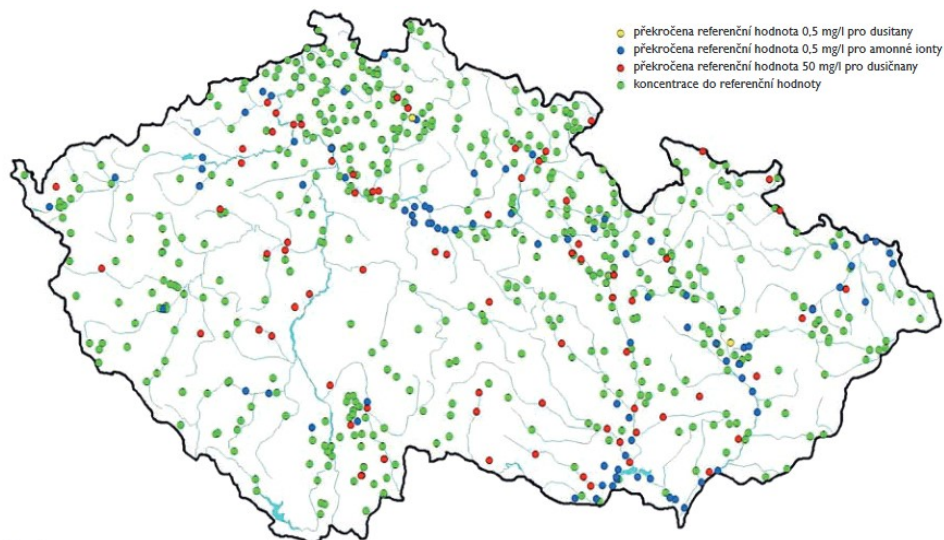 překročena referenční hodnota 0,5 mg/l pro dusitany
překročena referenční hodnota 0,5 mg/l pro amonné ionty
překročena referenční hodnota 50 mg/l pro dusičnany
koncentrace do referenční hodnoty